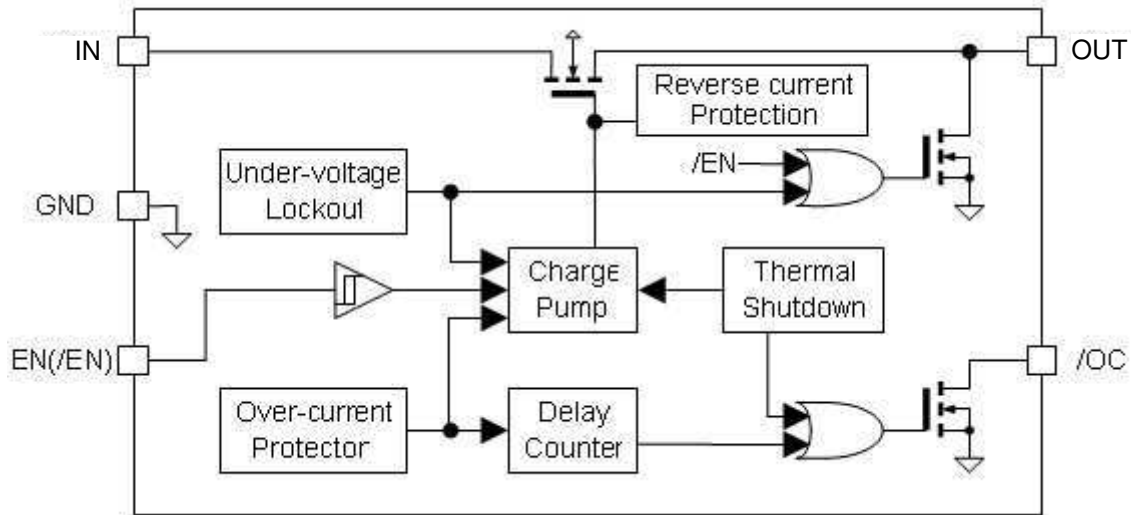 IN
OUT
Reverse current
Protection
/EN
Under-voltage
Lockout
GND
Charge
Pump
Thermal
Shutdown
EN(/EN)
/OC
Over-current
Protector
Delay
Counter